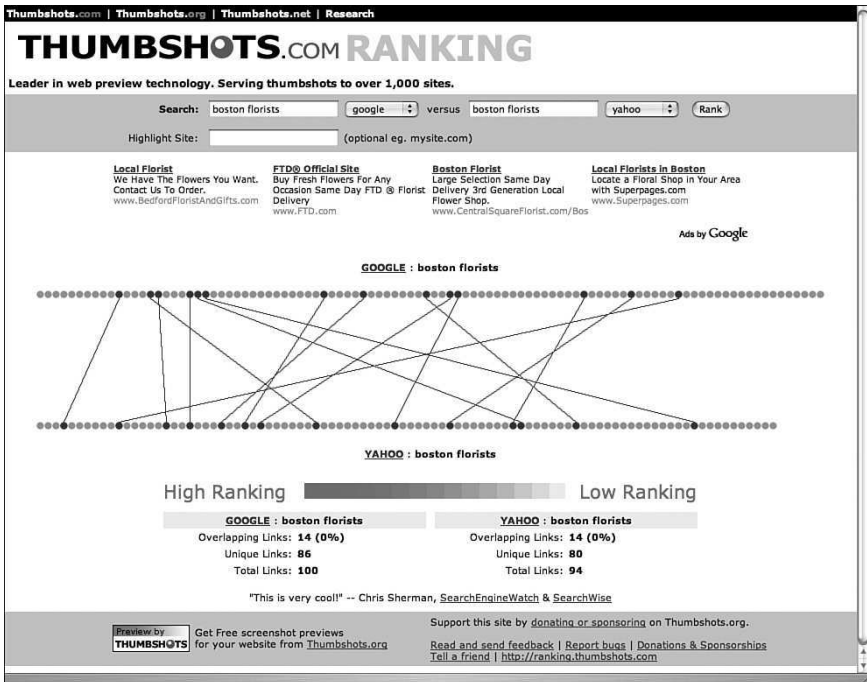 Thumbshots.com | Thumbshots.org | Thumbshots.net | Research
THUMBSHOTS.COM RANKING
Leader in web preview technology. Serving thumbshots to over 1,000 sites.
Search: boston florists google versus boston florists yahoo Rank
Highlight Site: (optional eg. mysite.com)
Local Florist
We Have The Flowers You Want.
Contact Us To Order.
www.BedfordFloristAndGifts.com
FTD® Official Site
Buy Fresh Flowers For Any
Occasion Same Day FTD ® Florist
Delivery
www.FTD.com
Boston Florist
Large Selection Same Day
Delivery 3rd Generation Local
Flower Shop.
www.CentralSquareFlorist.com/Bos
Local Florists in Boston
Locate a Floral Shop in Your Area
with Superpages.com
www.Superpages.com
Ads by Google
GOOGLE : boston florists
YAHOO : boston florists
High Ranking Low Ranking
GOOGLE : boston florists
Overlapping Links: 14 (0%)
Unique Links: 86
Total Links: 100
YAHOO : boston florists
Overlapping Links: 14 (0%)
Unique Links: 80
Total Links: 94
"This is very cool!" -- Chris Sherman, SearchEngineWatch & SearchWise
Preview by
THUMBSHOTS
Get Free screenshot previews
for your website from Thumbshots.org
Support this site by donating or sponsoring on Thumbshots.org.
Read and send feedback | Report bugs | Donations & Sponsorships
Tell a friend | http://ranking.thumbshots.com